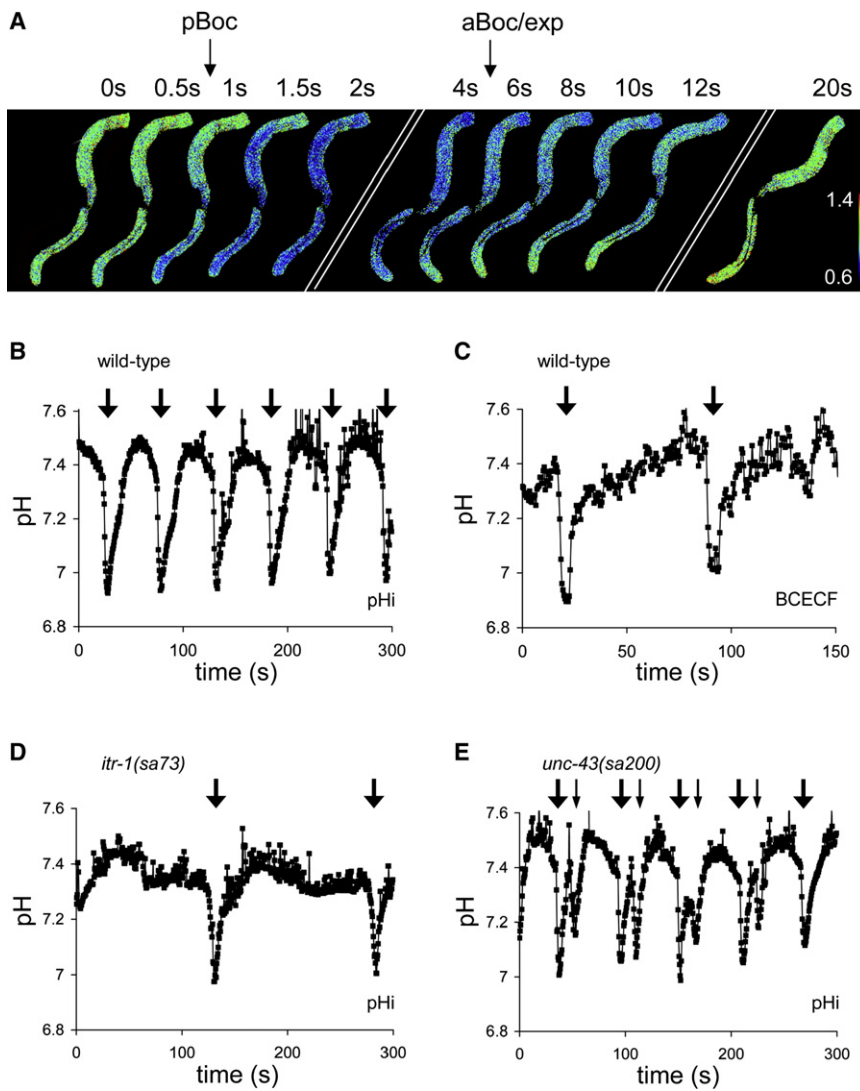 A
pBoc
aBoc/exp
0s 0.5s 1s 1.5s 2s 4s 6s 8s 10s 12s 20s
1.4
0.6
B
wild-type
7.6
7.4
7.2
7
6.8
pH
0 100 200 300
time (s)
pHi
C
wild-type
7.6
7.4
7.2
7
6.8
pH
0 50 100 150
time (s)
BCECF
D
itr-1(sa73)
7.6
7.4
7.2
7
6.8
pH
0 100 200 300
time (s)
pHi
E
unc-43(sa200)
7.6
7.4
7.2
7
6.8
pH
0 100 200 300
time (s)
pHi